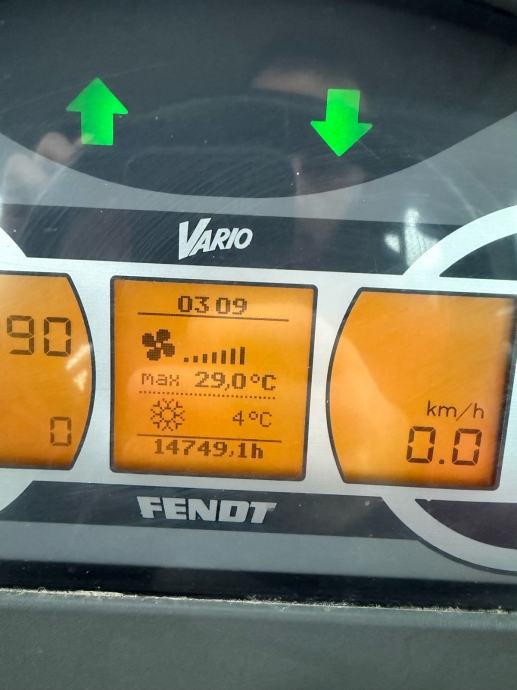 VARIO
03 09
90
max 29,0°C
4°C
km/h
0
0.0
14749,1h
FENDT